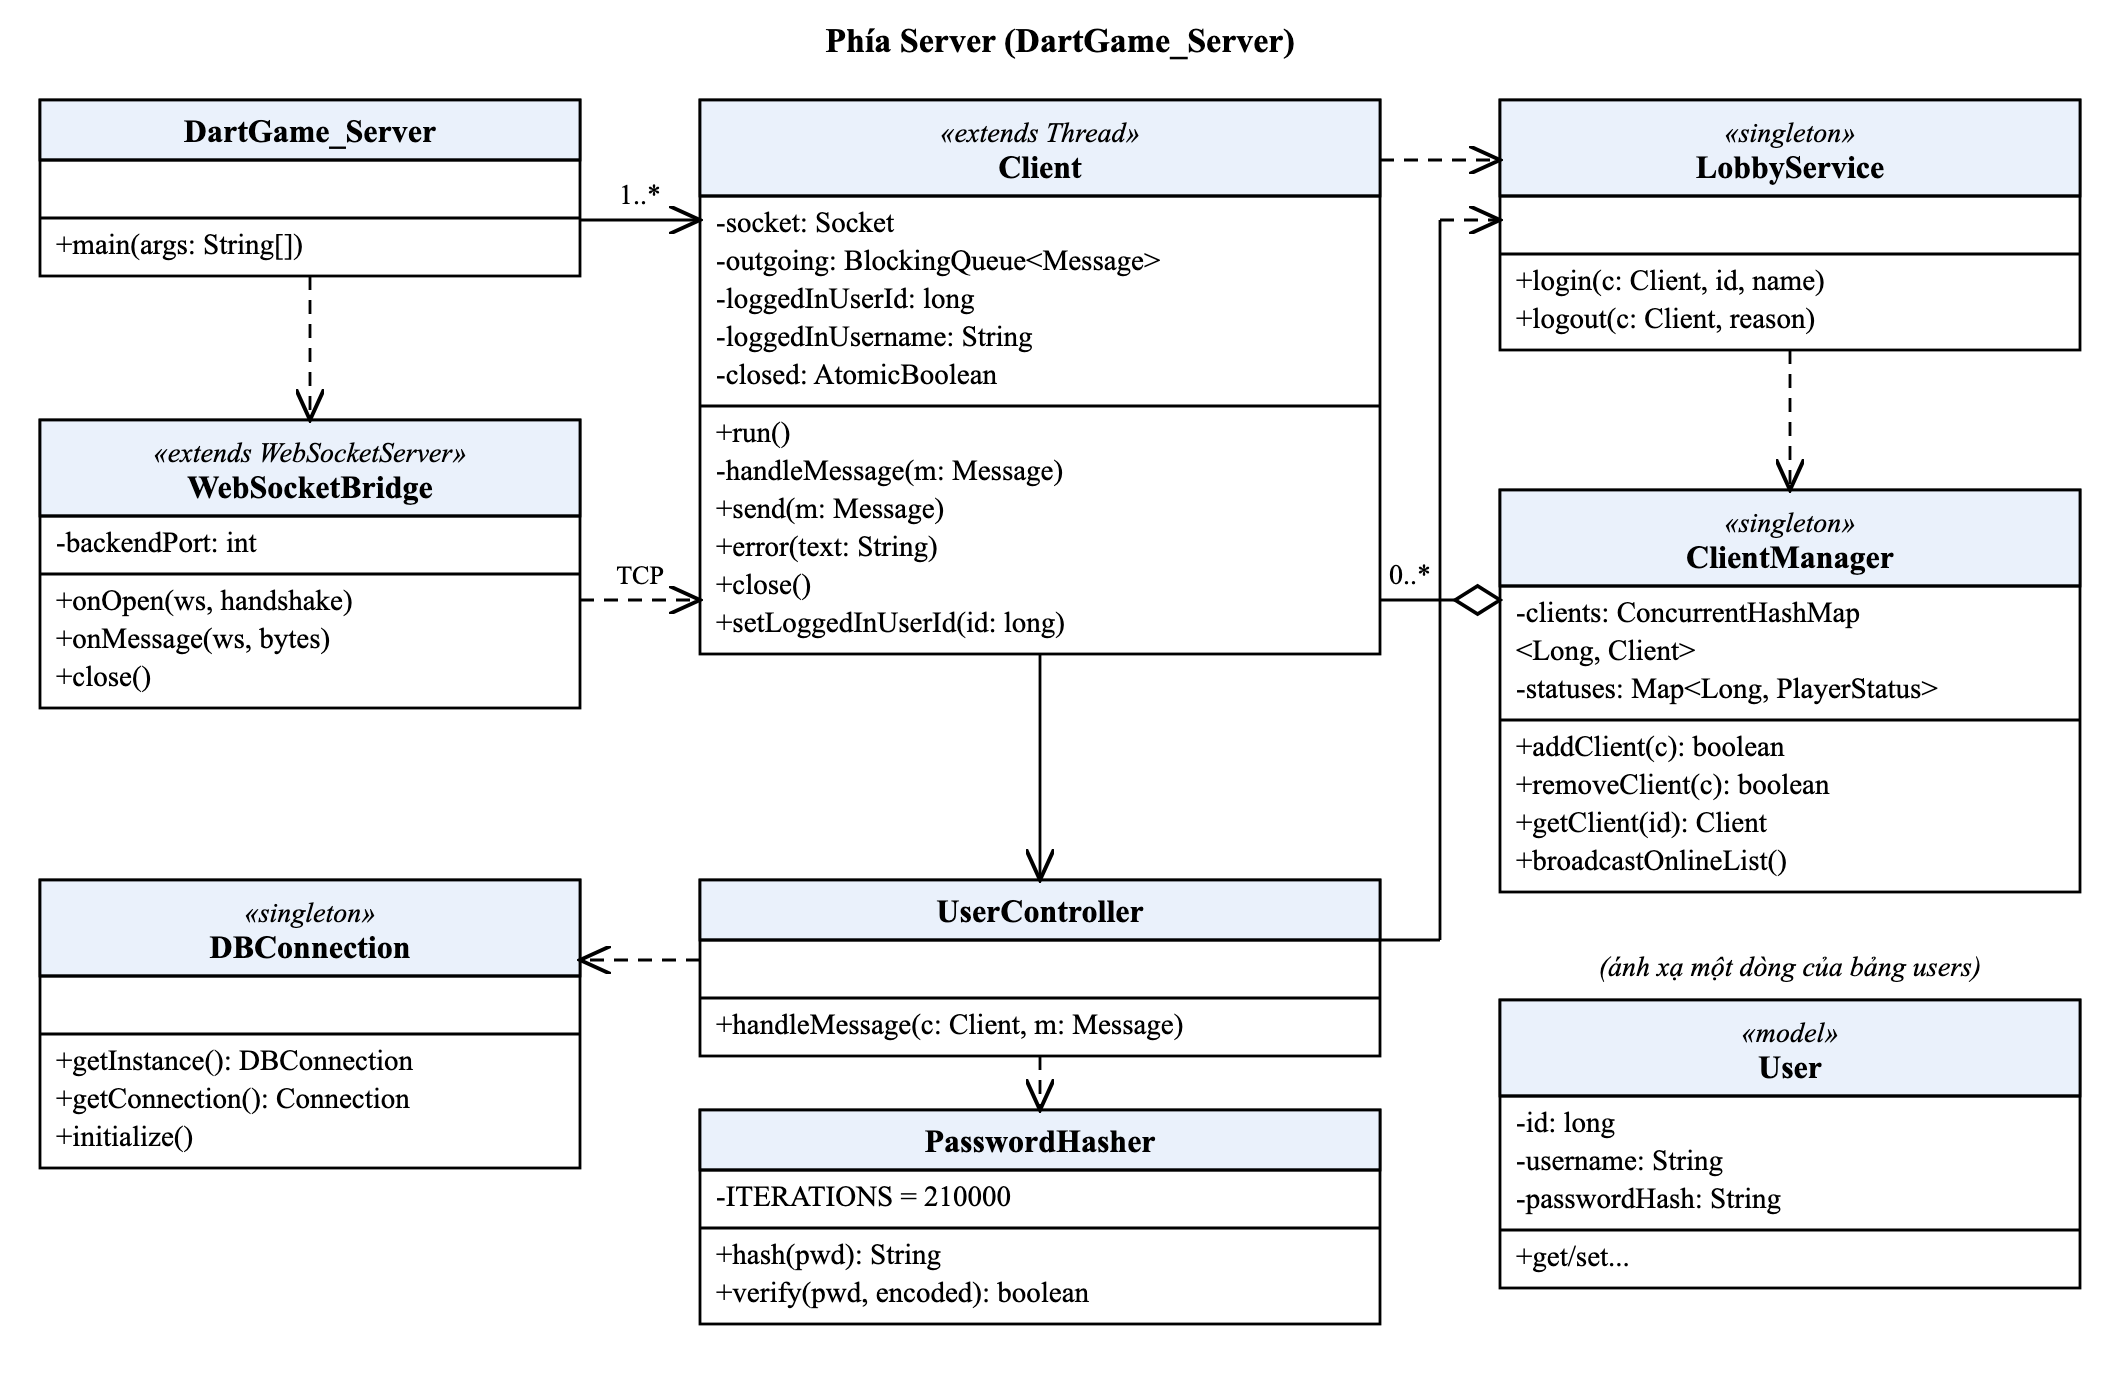 Phía Server (DartGame_Server)
DartGame_Server
+main(args: String[])
1..*
«extends Thread»
Client
-socket: Socket
-outgoing: BlockingQueue<Message>
-loggedInUserId: long
-loggedInUsername: String
-closed: AtomicBoolean
+run()
-handleMessage(m: Message)
+send(m: Message)
+error(text: String)
+close()
+setLoggedInUserId(id: long)
«singleton»
LobbyService
+login(c: Client, id, name)
+logout(c: Client, reason)
«extends WebSocketServer»
WebSocketBridge
-backendPort: int
+onOpen(ws, handshake)
+onMessage(ws, bytes)
+close()
TCP
0..*
«singleton»
ClientManager
-clients: ConcurrentHashMap
<Long, Client>
-statuses: Map<Long, PlayerStatus>
+addClient(c): boolean
+removeClient(c): boolean
+getClient(id): Client
+broadcastOnlineList()
«singleton»
DBConnection
+getInstance(): DBConnection
+getConnection(): Connection
+initialize()
UserController
+handleMessage(c: Client, m: Message)
PasswordHasher
-ITERATIONS = 210000
+hash(pwd): String
+verify(pwd, encoded): boolean
(ánh xạ một dòng của bảng users)
«model»
User
-id: long
-username: String
-passwordHash: String
+get/set...